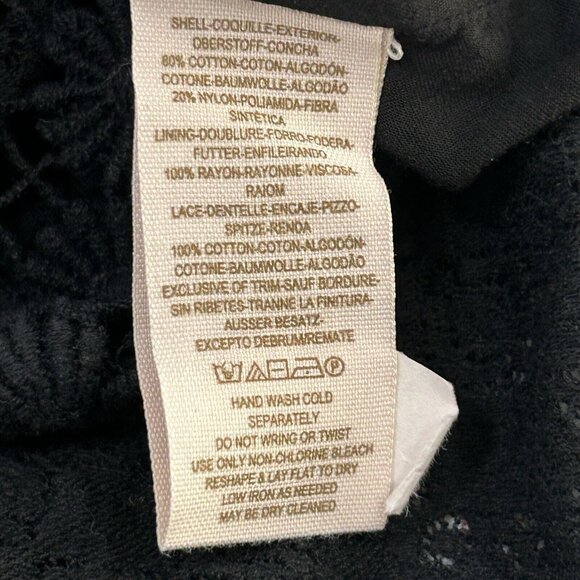 SHELL-COQUILLE-EXTERIOR-
OBERSTOFF-CONCHA
80% COTTON-COTON-ALGODÓN-
COTONE-BAUMWOLLE-ALGODÃO
20% NYLON-POLIAMIDA-FIBRA
SINTÉTICA
LINING-DOUBLURE-FORRO-FODERA-
FUTTER-ENFILEIRANDO
100% RAYON-RAYONNE-VISCOSA-
RAIOM
LACE-DENTELLE-ENCAJE-PIZZO-
SPITZE-RENDA
100% COTTON-COTON-ALGODÓN-
COTONE-BAUMWOLLE-ALGODÃO
EXCLUSIVE OF TRIM-SAUF BORDURE-
SIN RIBETES-TRANNE LA FINITURA-
AUSSER BESATZ-
EXCEPTO DEBRUM/REMATE
P
HAND WASH COLD
SEPARATELY
DO NOT WRING OR TWIST
USE ONLY NON-CHLORINE BLEACH
RESHAPE & LAY FLAT TO DRY
LOW IRON AS NEEDED
MAY BE DRY CLEANED